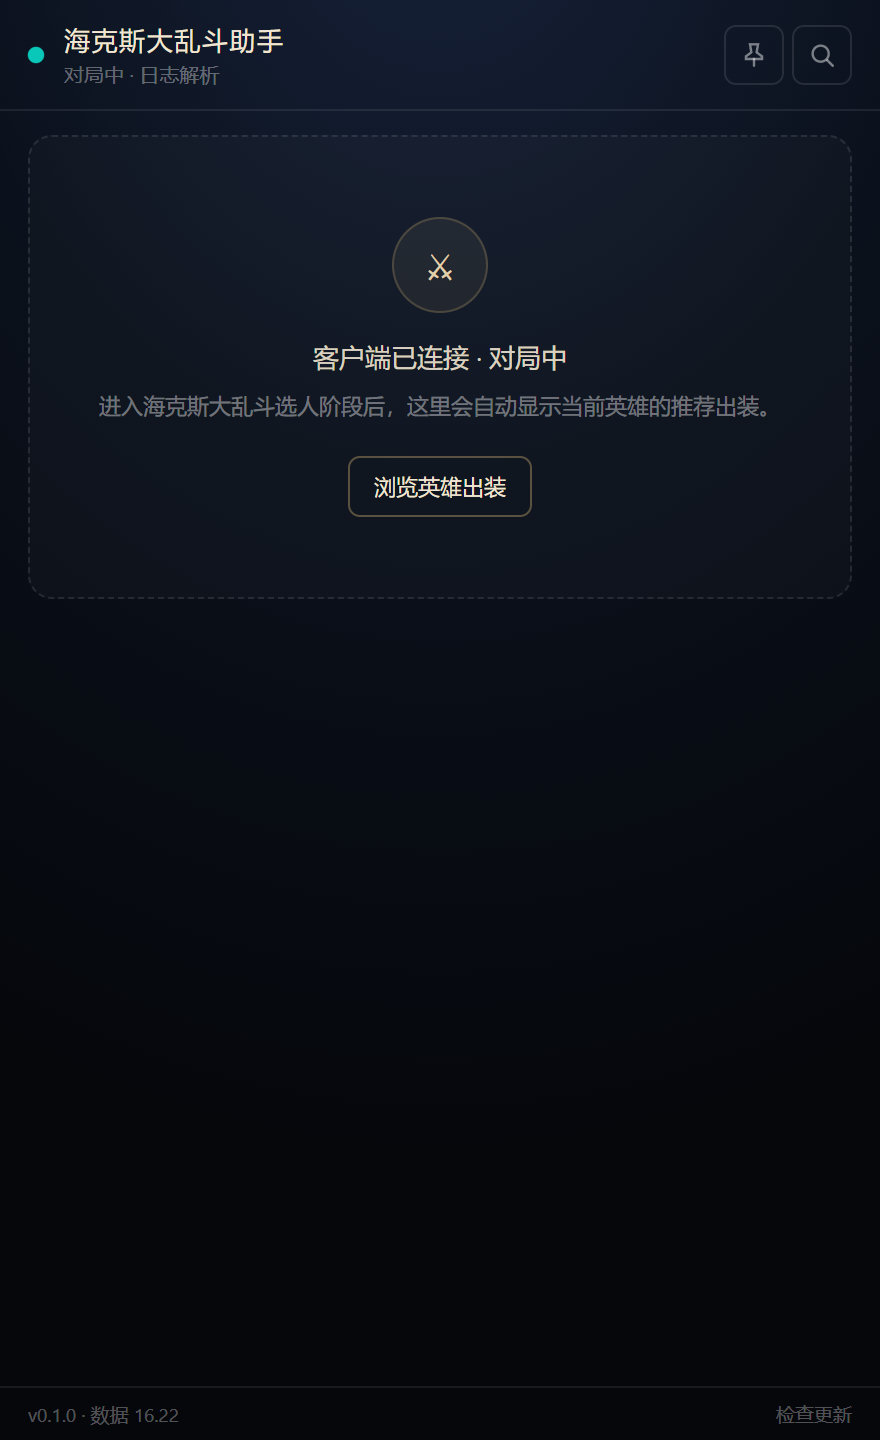 海克斯大乱斗助手
对局中 · 日志解析
客户端已连接 · 对局中
进入海克斯大乱斗选人阶段后，这里会自动显示当前英雄的推荐出装。
浏览英雄出装
v0.1.0 · 数据 16.22
检查更新